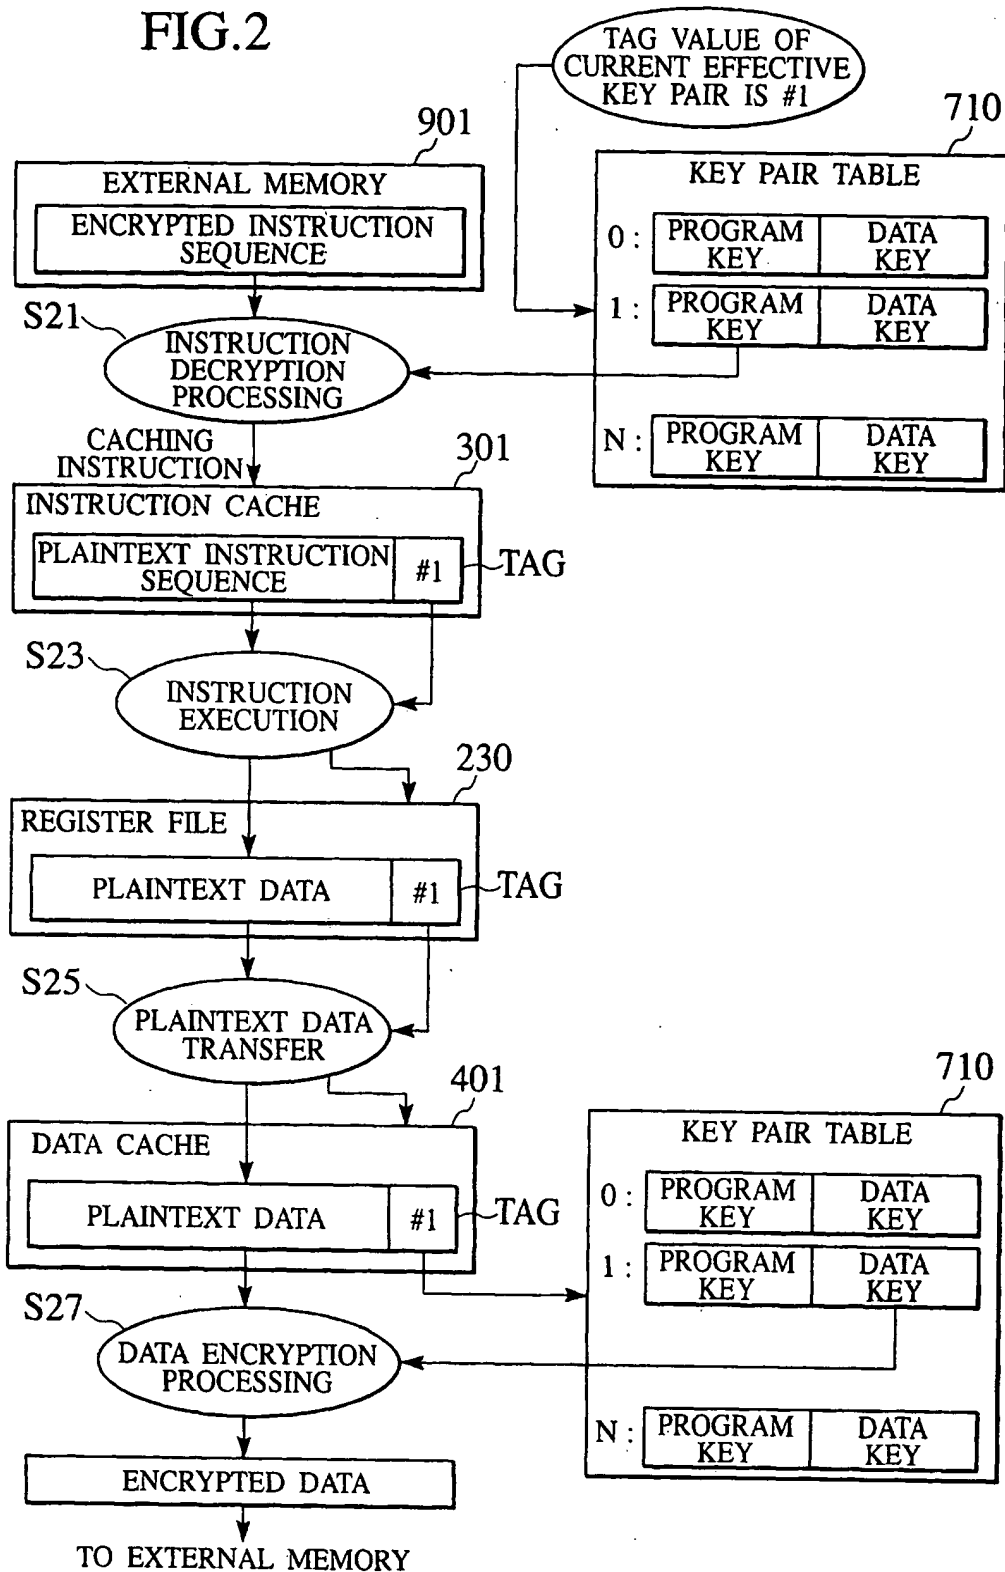 FIG.2
TAG VALUE OF
CURRENT EFFECTIVE
KEY PAIR IS #1
710
KEY PAIR TABLE
0 : PROGRAM KEY DATA KEY
1 : PROGRAM KEY DATA KEY
N : PROGRAM KEY DATA KEY
901
EXTERNAL MEMORY
ENCRYPTED INSTRUCTION
SEQUENCE
S21
INSTRUCTION
DECRYPTION
PROCESSING
CACHING
INSTRUCTION
301
INSTRUCTION CACHE
PLAINTEXT INSTRUCTION
SEQUENCE
#1
TAG
S23
INSTRUCTION
EXECUTION
230
REGISTER FILE
PLAINTEXT DATA
#1
TAG
S25
PLAINTEXT DATA
TRANSFER
401
DATA CACHE
PLAINTEXT DATA
#1
TAG
710
KEY PAIR TABLE
0 : PROGRAM KEY DATA KEY
1 : PROGRAM KEY DATA KEY
N : PROGRAM KEY DATA KEY
S27
DATA ENCRYPTION
PROCESSING
ENCRYPTED DATA
TO EXTERNAL MEMORY